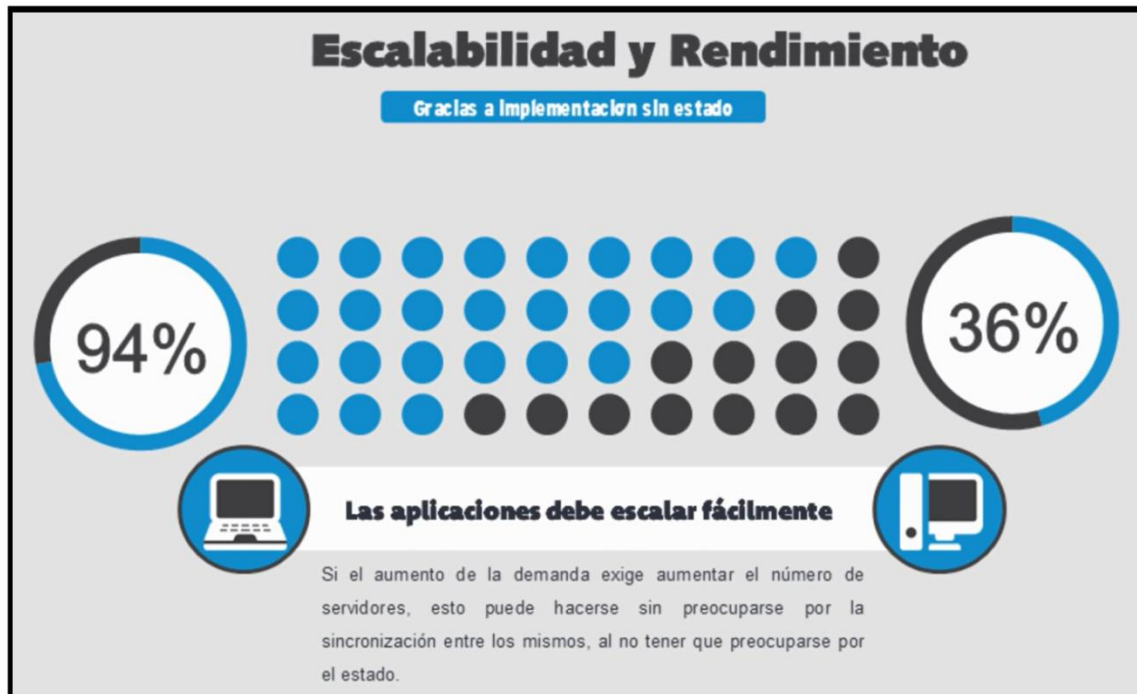 Escalabilidad y Rendimiento
Gracias a Implementacion sin estado
94%
36%
Las aplicaciones debe escalar fácilmente
Si el aumento de la demanda exige aumentar el número de
servidores, esto puede hacerse sin preocuparse por la
sincronización entre los mismos, al no tener que preocuparse por
el estado.